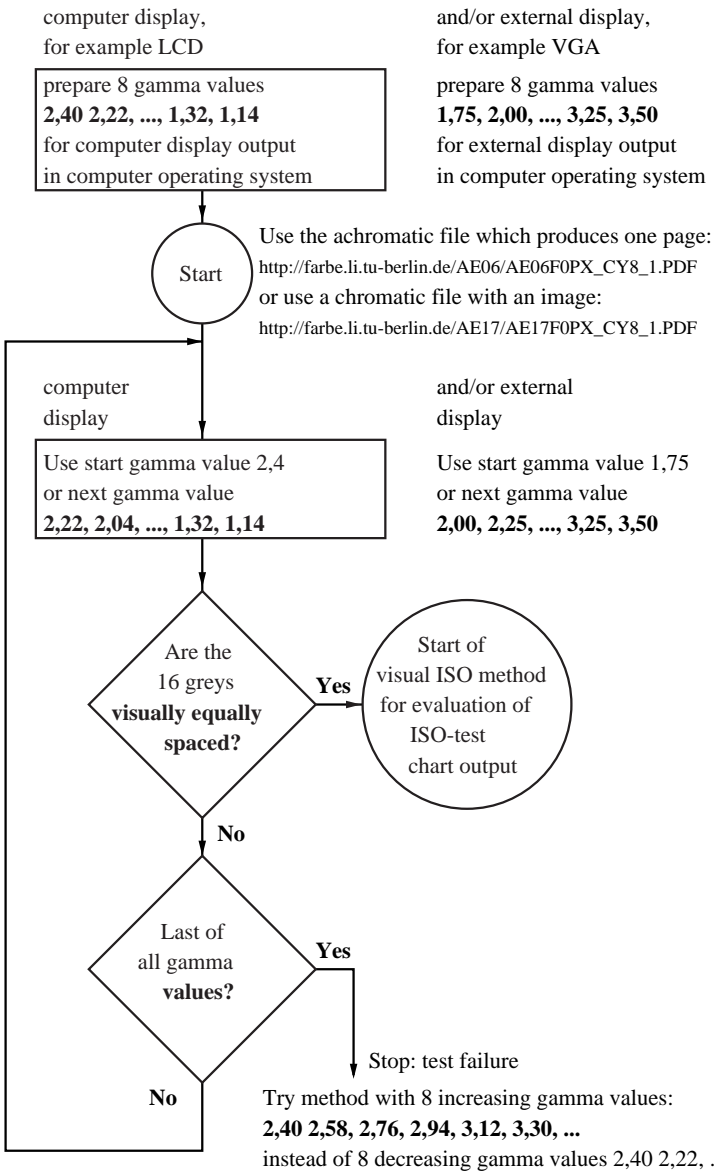 computer display,
for example LCD
and/or external display,
for example VGA
prepare 8 gamma values
2,40 2,22, ..., 1,32, 1,14
for computer display output
in computer operating system
prepare 8 gamma values
1,75, 2,00, ..., 3,25, 3,50
for external display output
in computer operating system
Start
Use the achromatic file which produces one page:
http://farbe.li.tu-berlin.de/AE06/AE06F0PX_CY8_1.PDF
or use a chromatic file with an image:
http://farbe.li.tu-berlin.de/AE17/AE17F0PX_CY8_1.PDF
computer
display
and/or external
display
Use start gamma value 2,4
or next gamma value
2,22, 2,04, ..., 1,32, 1,14
Use start gamma value 1,75
or next gamma value
2,00, 2,25, ..., 3,25, 3,50
Are the
16 greys
visually equally
spaced?
Yes
Start of
visual ISO method
for evaluation of
ISO-test
chart output
No
Last of
all gamma
values?
Yes
No
Stop: test failure
Try method with 8 increasing gamma values:
2,40 2,58, 2,76, 2,94, 3,12, 3,30, ...
instead of 8 decreasing gamma values 2,40 2,22, .